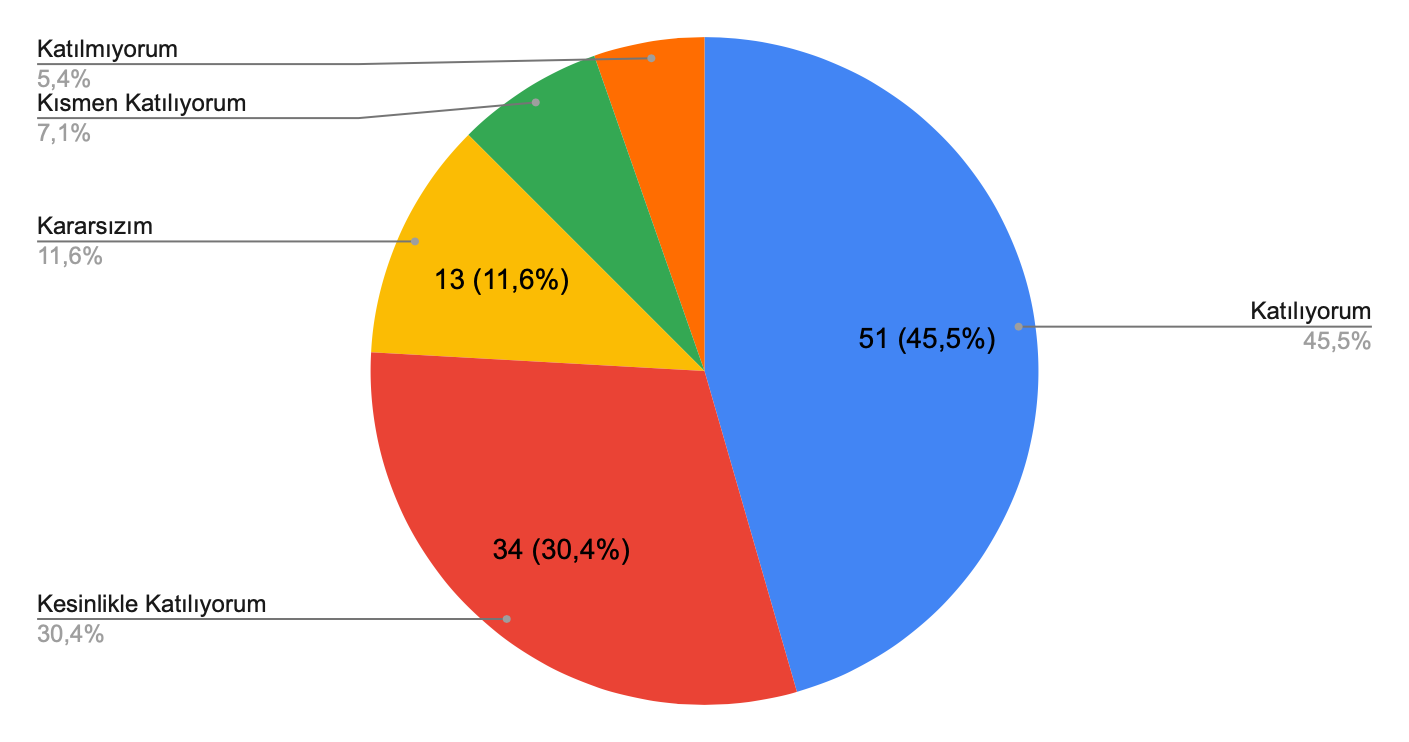 Katılmıyorum
5,4%
Kısmen Katılıyorum
7,1%
Kararsızım
11,6%
13 (11,6%)
51 (45,5%)
Katılıyorum
45,5%
34 (30,4%)
Kesinlikle Katılıyorum
30,4%